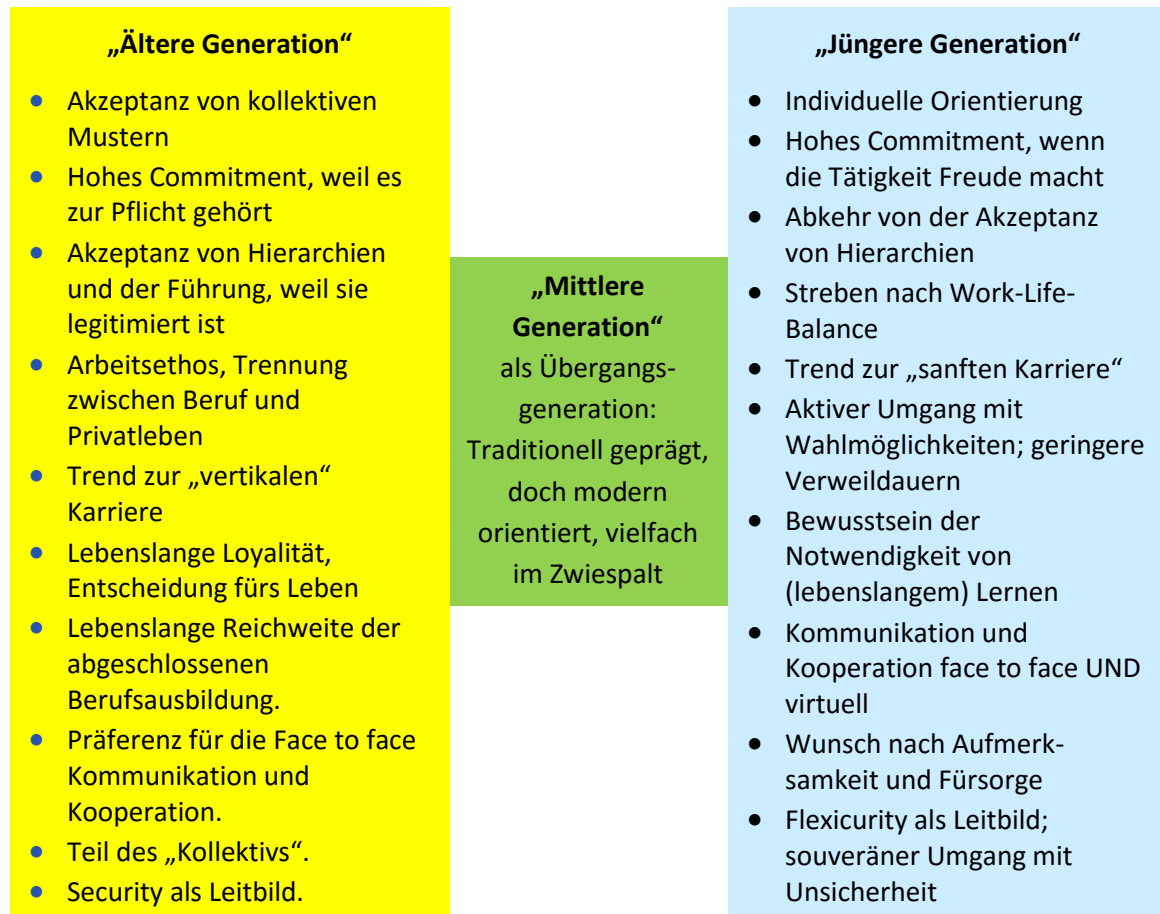 „Ältere Generation“
• Akzeptanz von kollektiven
Mustern
• Hohes Commitment, weil es
zur Pflicht gehört
• Akzeptanz von Hierarchien
und der Führung, weil sie
legitimiert ist
• Arbeitsethos, Trennung
zwischen Beruf und
Privatleben
• Trend zur „vertikalen“
Karriere
• Lebenslange Loyalität,
Entscheidung fürs Leben
• Lebenslange Reichweite der
abgeschlossenen
Berufsausbildung.
• Präferenz für die Face to face
Kommunikation und
Kooperation.
• Teil des „Kollektivs“.
• Security als Leitbild.
„Mittlere
Generation“
als Übergangs-
generation:
Traditionell geprägt,
doch modern
orientiert, vielfach
im Zwiespalt
„Jüngere Generation“
• Individuelle Orientierung
• Hohes Commitment, wenn
die Tätigkeit Freude macht
• Abkehr von der Akzeptanz
von Hierarchien
• Streben nach Work-Life-
Balance
• Trend zur „sanften Karriere“
• Aktiver Umgang mit
Wahlmöglichkeiten; geringere
Verweildauern
• Bewusstsein der
Notwendigkeit von
(lebenslangem) Lernen
• Kommunikation und
Kooperation face to face UND
virtuell
• Wunsch nach Aufmerk-
samkeit und Fürsorge
• Flexicurity als Leitbild;
souveräner Umgang mit
Unsicherheit